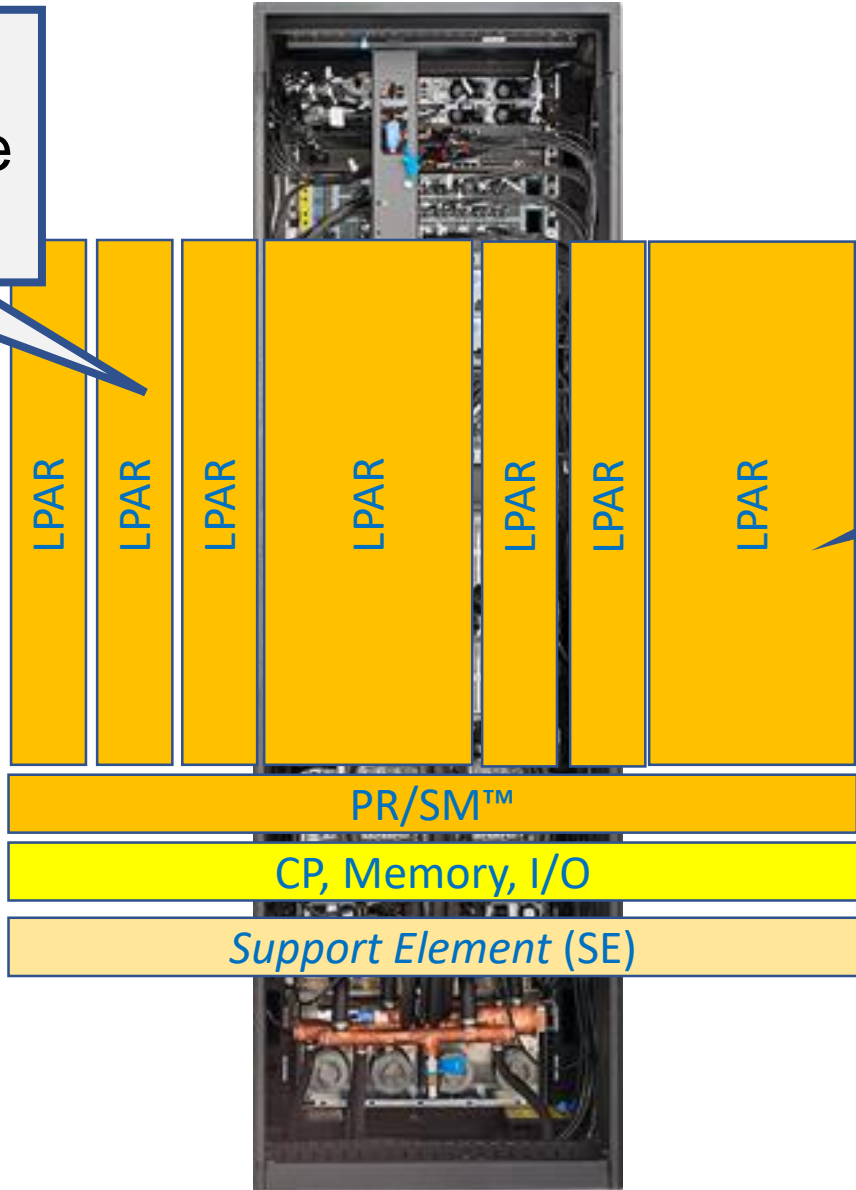 e
LPAR
LPAR
LPAR
LPAR
LPAR
LPAR
LPAR
PR/SM™
CP, Memory, I/O
Support Element (SE)